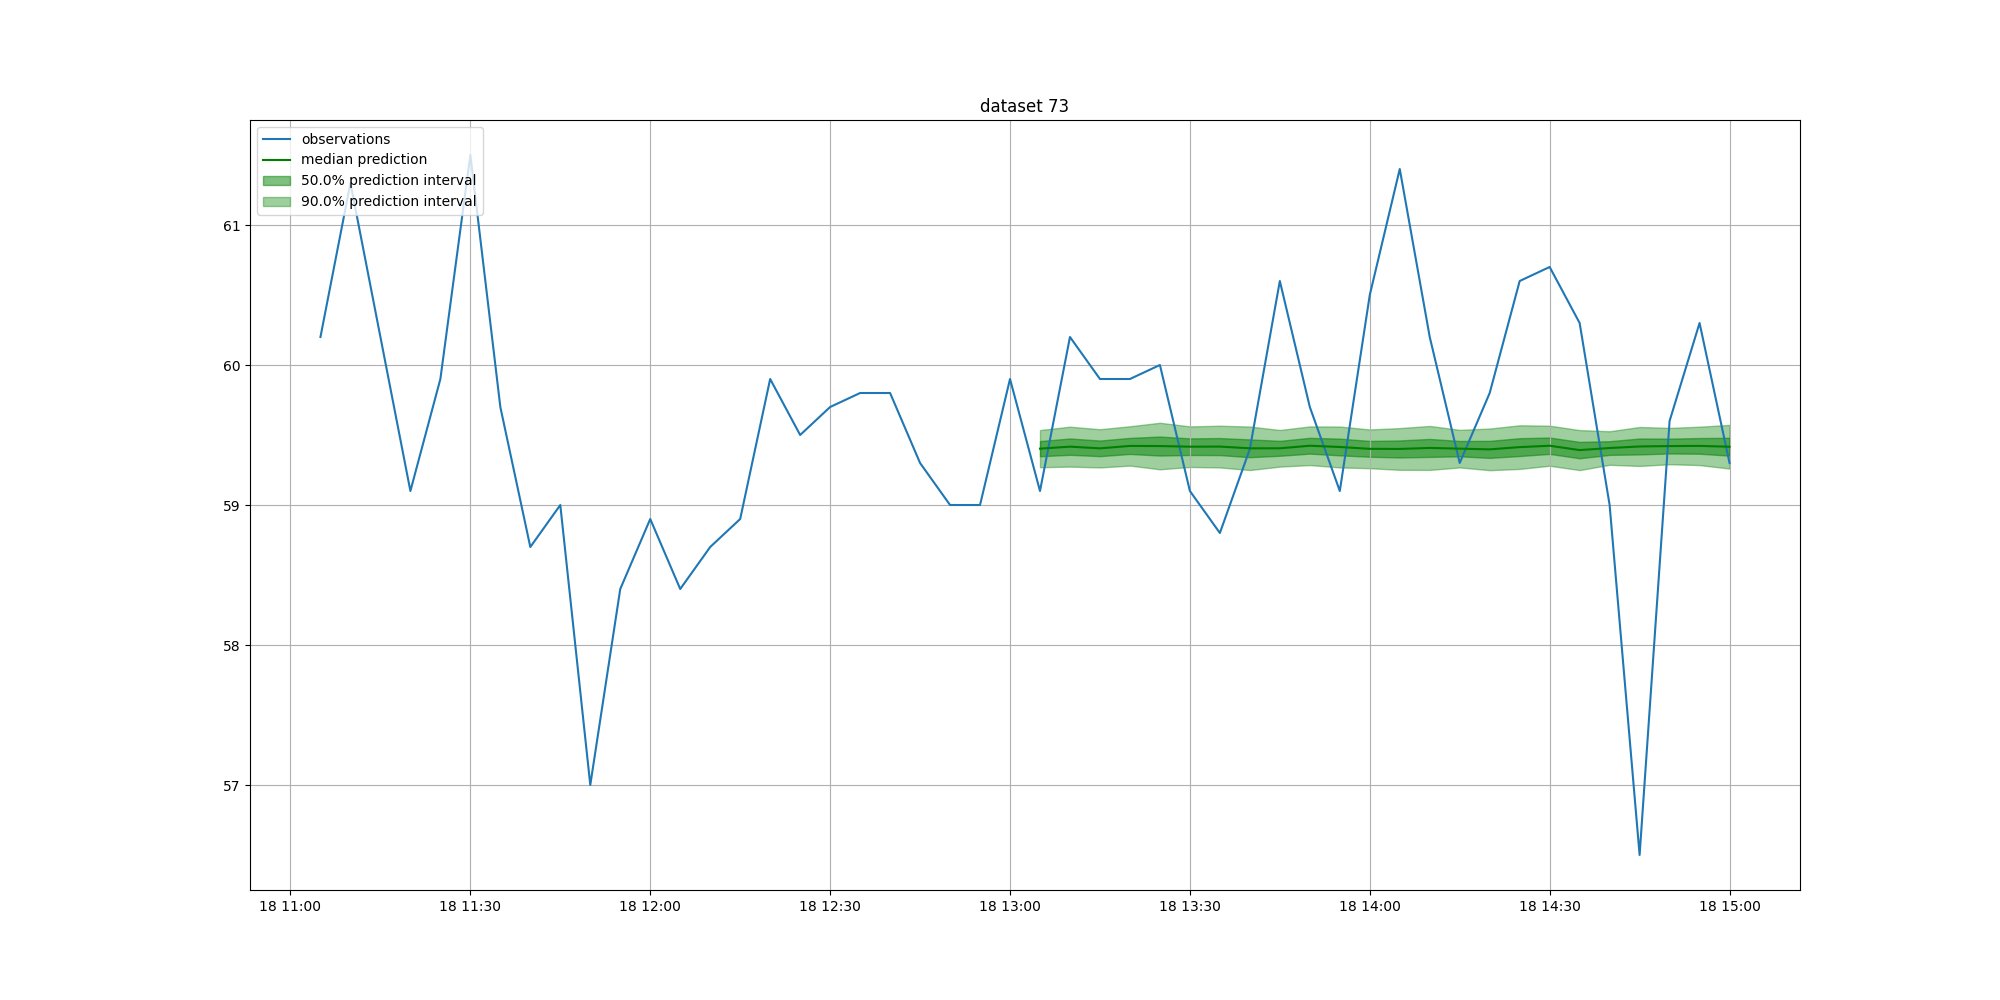 dataset 73
observations
median prediction
50.0% prediction interval
90.0% prediction interval
61
60
59
58
57
18 11:00 18 11:30 18 12:00 18 12:30 18 13:00 18 13:30 18 14:00 18 14:30 18 15:00